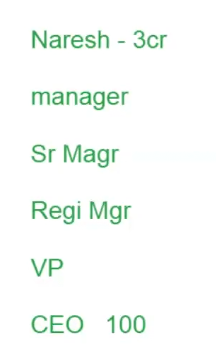 Naresh - 3cr
manager
Sr Magr
Regi Mgr
VP
CEO 100